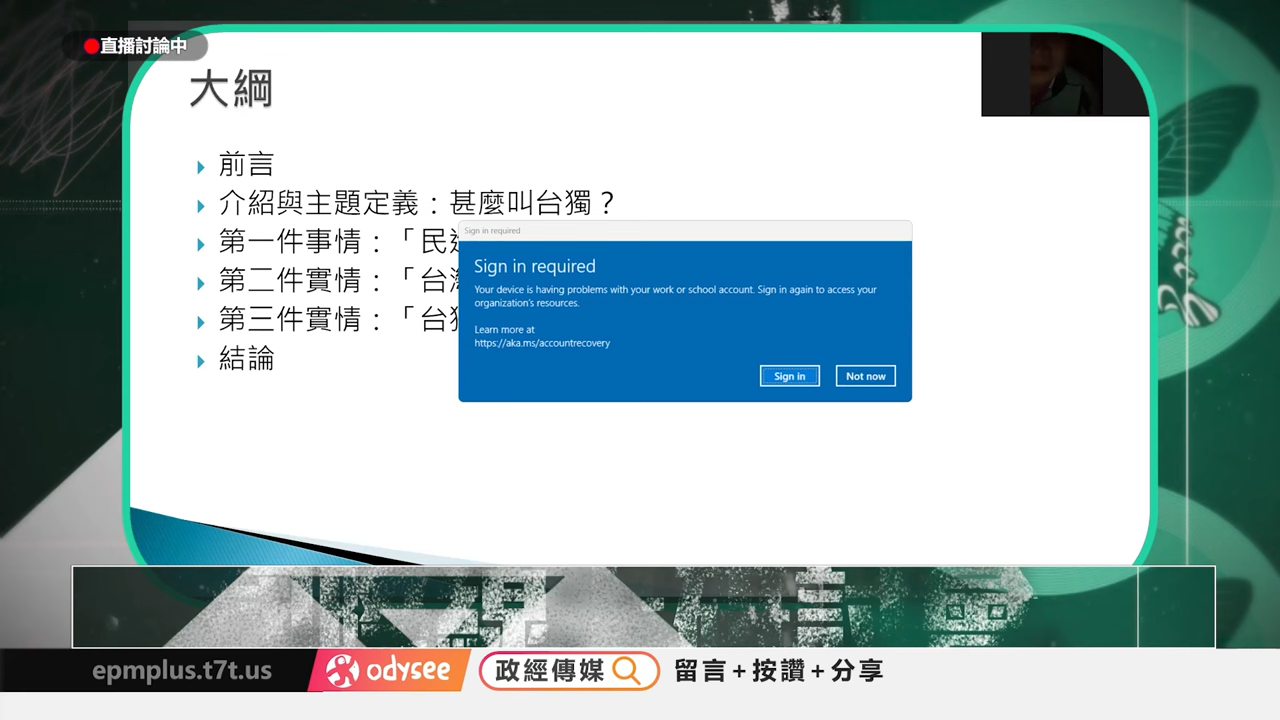 直播討論中
大綱
前言
介紹與主題定義：甚麼叫台獨？
第一件事情：「民
第二件實情：「台
第三件實情：「台
結論
Sign in required
Sign in required
Your device is having problems with your work or school account. Sign in again to access your
organization's resources.
Learn more at
https://aka.ms/accountrecovery
Sign in
Not now
epmplus.t7t.us
odysee
政經傳媒
留言+按讚+分享